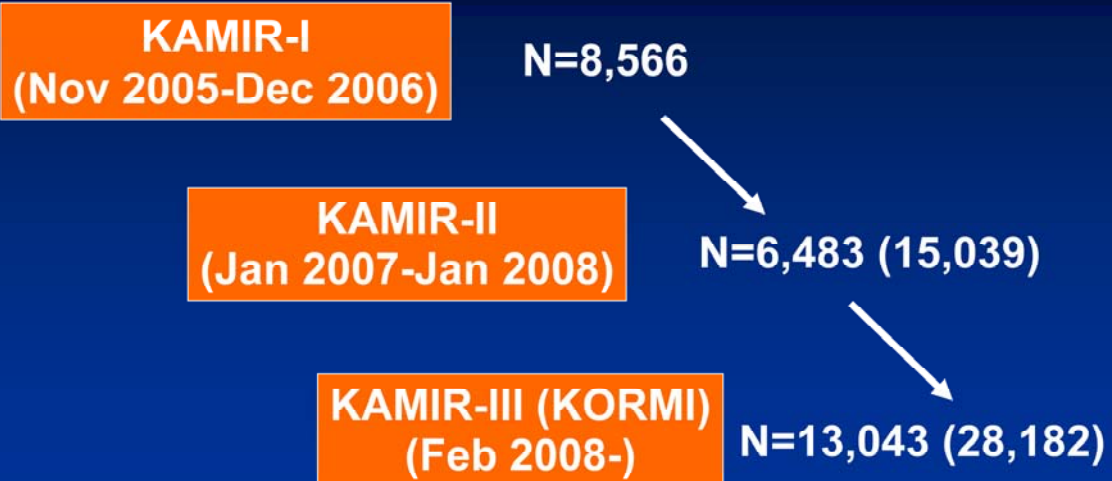 KAMIR-I
(Nov 2005-Dec 2006)
N=8,566
KAMIR-II
(Jan 2007-Jan 2008)
N=6,483 (15,039)
KAMIR-III (KORMI)
(Feb 2008-)
N=13,043 (28,182)